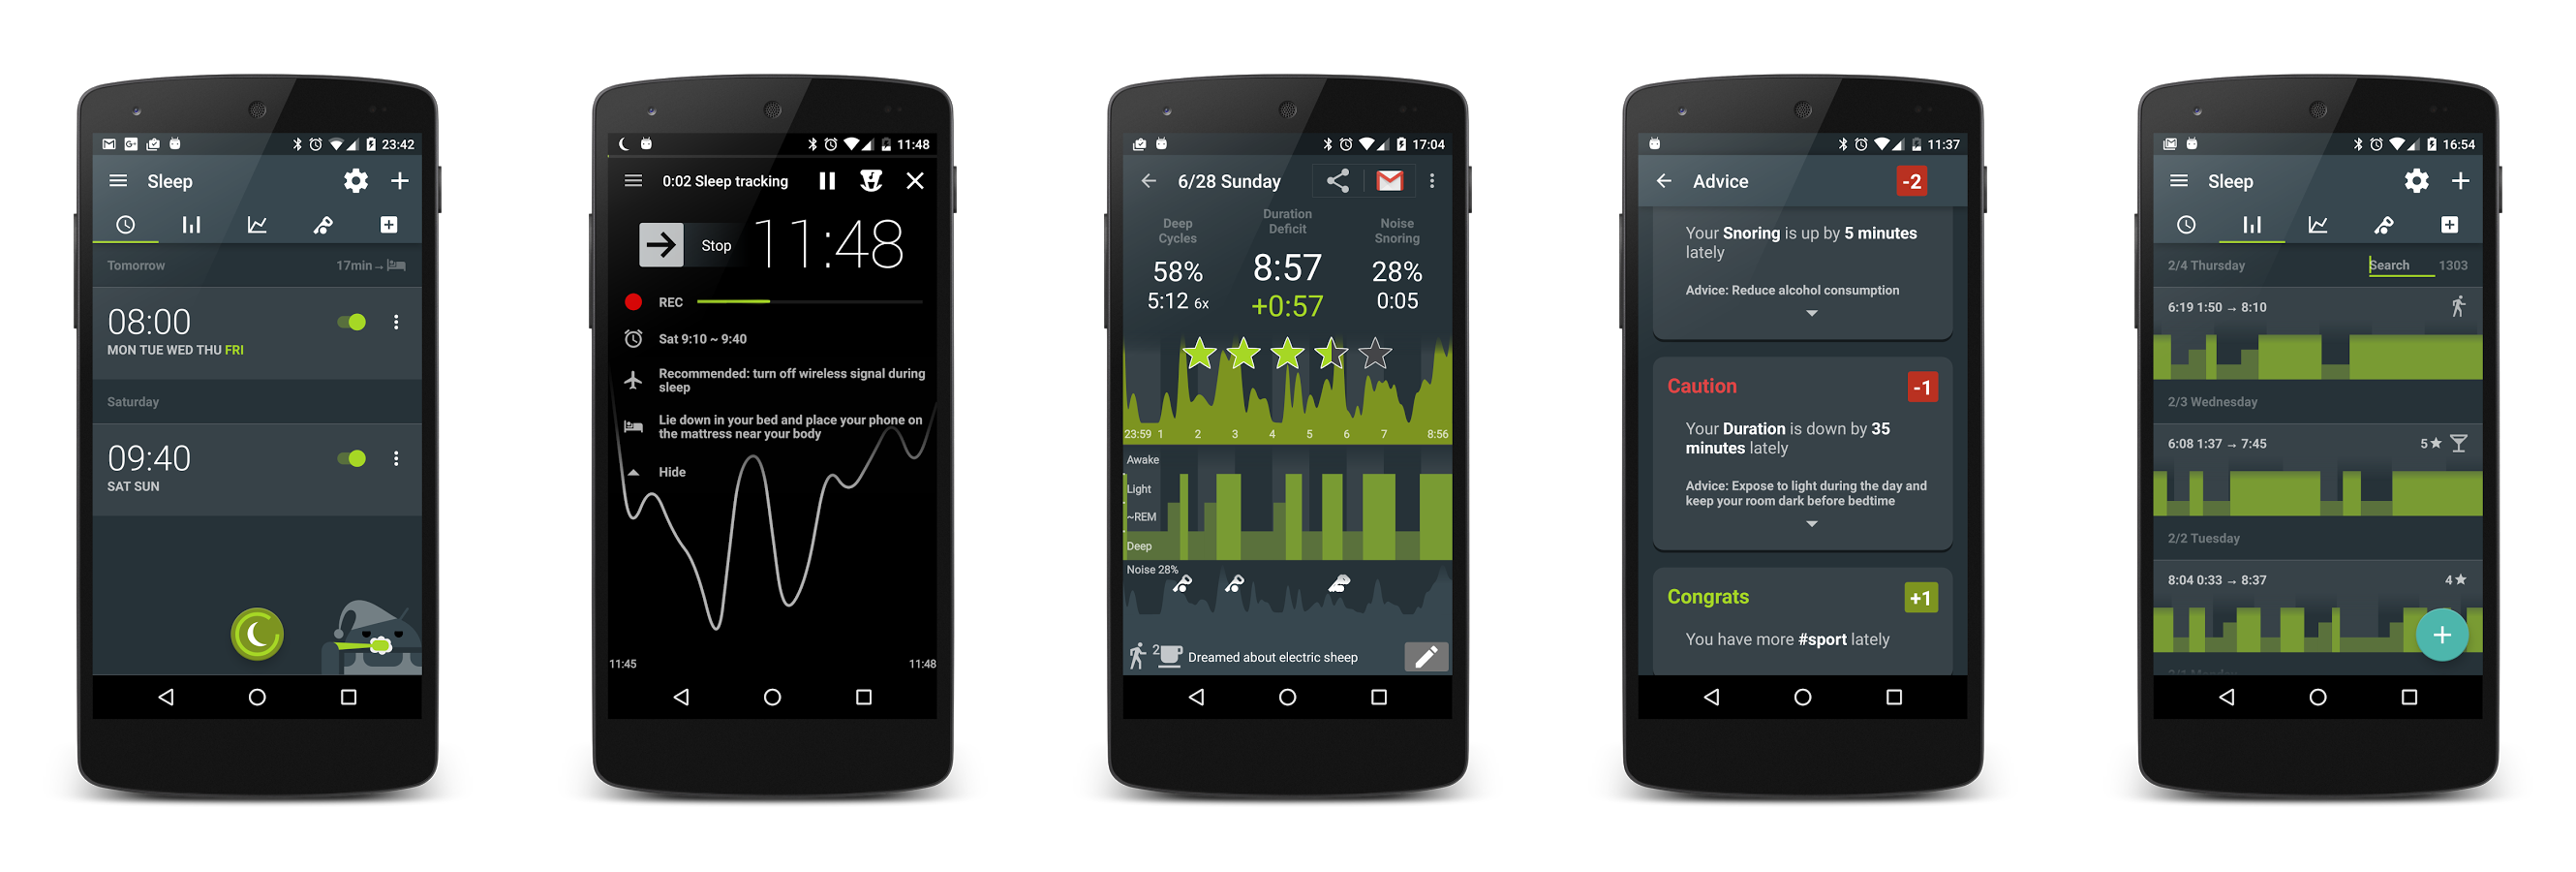 23:42
Sleep
Tomorrow
17min→
08:00
MON TUE WED THU FRI
Saturday
09:40
SAT SUN
11:48
0:02 Sleep tracking
Stop
11:48
REC
Sat 9:10 ~ 9:40
Recommended: turn off wireless signal during
sleep
Lie down in your bed and place your phone on
the mattress near your body
Hide
11:45
11:48
17:04
6/28 Sunday
Deep
Cycles
Duration
Deficit
Noise
Snoring
58%
8:57
28%
5:12 6x
+0:57
0:05
23:59 1 2 3 4 5 6 7 8:56
Awake
Light
~REM
Deep
Noise 28%
2
Dreamed about electric sheep
11:37
Advice
-2
Your Snoring is up by 5 minutes
lately
Advice: Reduce alcohol consumption
Caution
-1
Your Duration is down by 35
minutes lately
Advice: Expose to light during the day and
keep your room dark before bedtime
Congrats
+1
You have more #sport lately
16:54
Sleep
2/4 Thursday
Search
1303
6:19 1:50 → 8:10
2/3 Wednesday
6:08 1:37 → 7:45
5★
2/2 Tuesday
8:04 0:33 → 8:37
4★